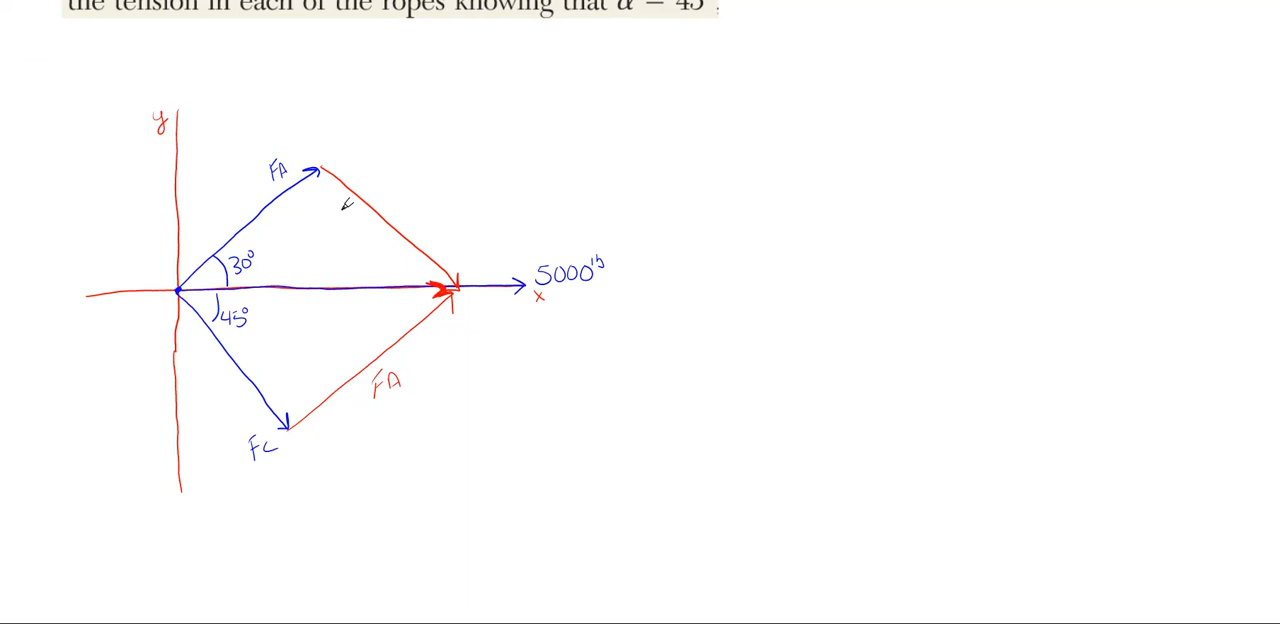 the tension in each of the ropes knowing that α = 45°,
y
FA
30°
5000lb
x
45°
FA
Fc